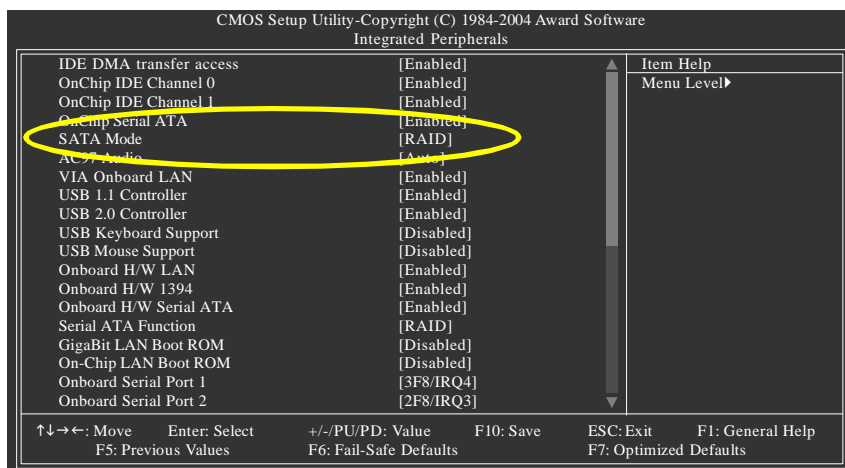 CMOS Setup Utility-Copyright (C) 1984-2004 Award Software
Integrated Peripherals
IDE DMA transfer access [Enabled] Item Help
OnChip IDE Channel 0 [Enabled] Menu Level
OnChip IDE Channel 1 [Enabled]
OnChip Serial ATA [Enabled]
SATA Mode [RAID]
AC97 Audio [Auto]
VIA Onboard LAN [Enabled]
USB 1.1 Controller [Enabled]
USB 2.0 Controller [Enabled]
USB Keyboard Support [Disabled]
USB Mouse Support [Disabled]
Onboard H/W LAN [Enabled]
Onboard H/W 1394 [Enabled]
Onboard H/W Serial ATA [Enabled]
Serial ATA Function [RAID]
GigaBit LAN Boot ROM [Disabled]
On-Chip LAN Boot ROM [Disabled]
Onboard Serial Port 1 [3F8/IRQ4]
Onboard Serial Port 2 [2F8/IRQ3]
↑↓→←: Move Enter: Select +/-/PU/PD: Value F10: Save ESC: Exit F1: General Help
F5: Previous Values F6: Fail-Safe Defaults F7: Optimized Defaults